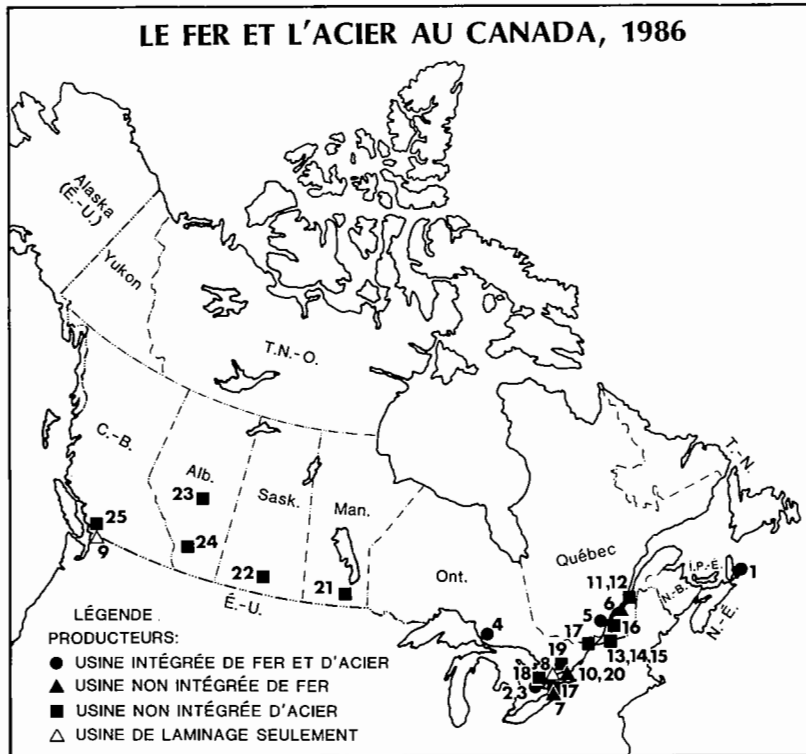 LE FER ET L'ACIER AU CANADA, 1986
Alaska
(É.-U.)
Yukon
T.N.-O.
C.-B.
Alb.
Sask.
Man.
Ont.
Québec
T.-N.
Î.P.-É.
N.-B.
N.-É.
É.-U.
23
24
25
9
22
21
4
1
11,12
6
5
16
17
13,14,15
19
8
18
10,20
2,3
17
7
LÉGENDE
PRODUCTEURS:
● USINE INTÉGRÉE DE FER ET D'ACIER
▲ USINE NON INTÉGRÉE DE FER
■ USINE NON INTÉGRÉE D'ACIER
△ USINE DE LAMINAGE SEULEMENT